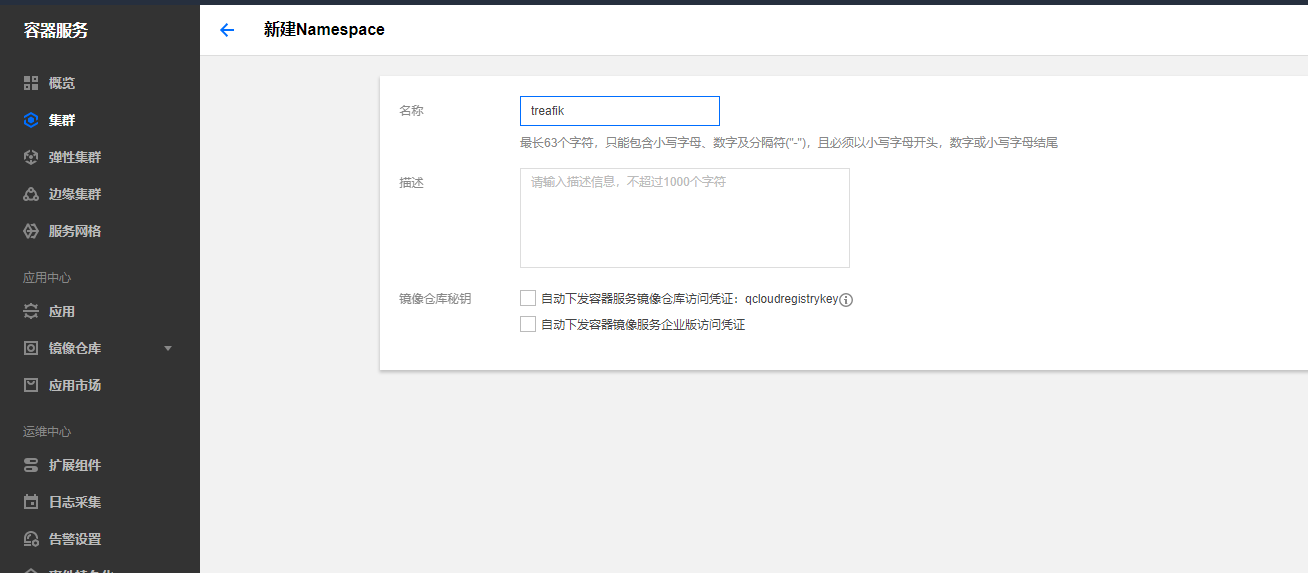 容器服务
新建Namespace
概览
集群
弹性集群
边缘集群
服务网格
应用中心
应用
镜像仓库
应用市场
运维中心
扩展组件
日志采集
告警设置
名称
treafik
最长63个字符，只能包含小写字母、数字及分隔符("-")，且必须以小写字母开头，数字或小写字母结尾
描述
请输入描述信息，不超过1000个字符
镜像仓库秘钥
自动下发容器服务镜像仓库访问凭证：qcloudregistrykey
自动下发容器镜像服务企业版访问凭证